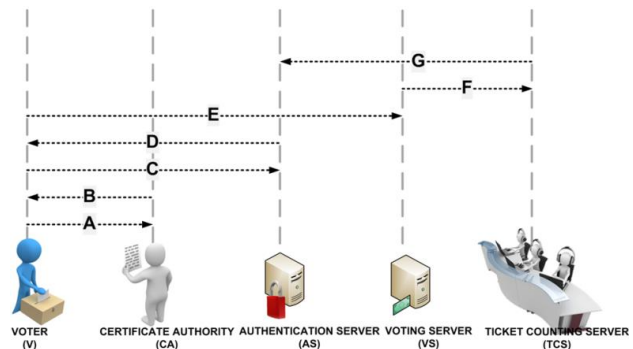 G
F
E
D
C
B
A
VOTER CERTIFICATE AUTHORITY AUTHENTICATION SERVER VOTING SERVER TICKET COUNTING SERVER
(V) (CA) (AS) (VS) (TCS)